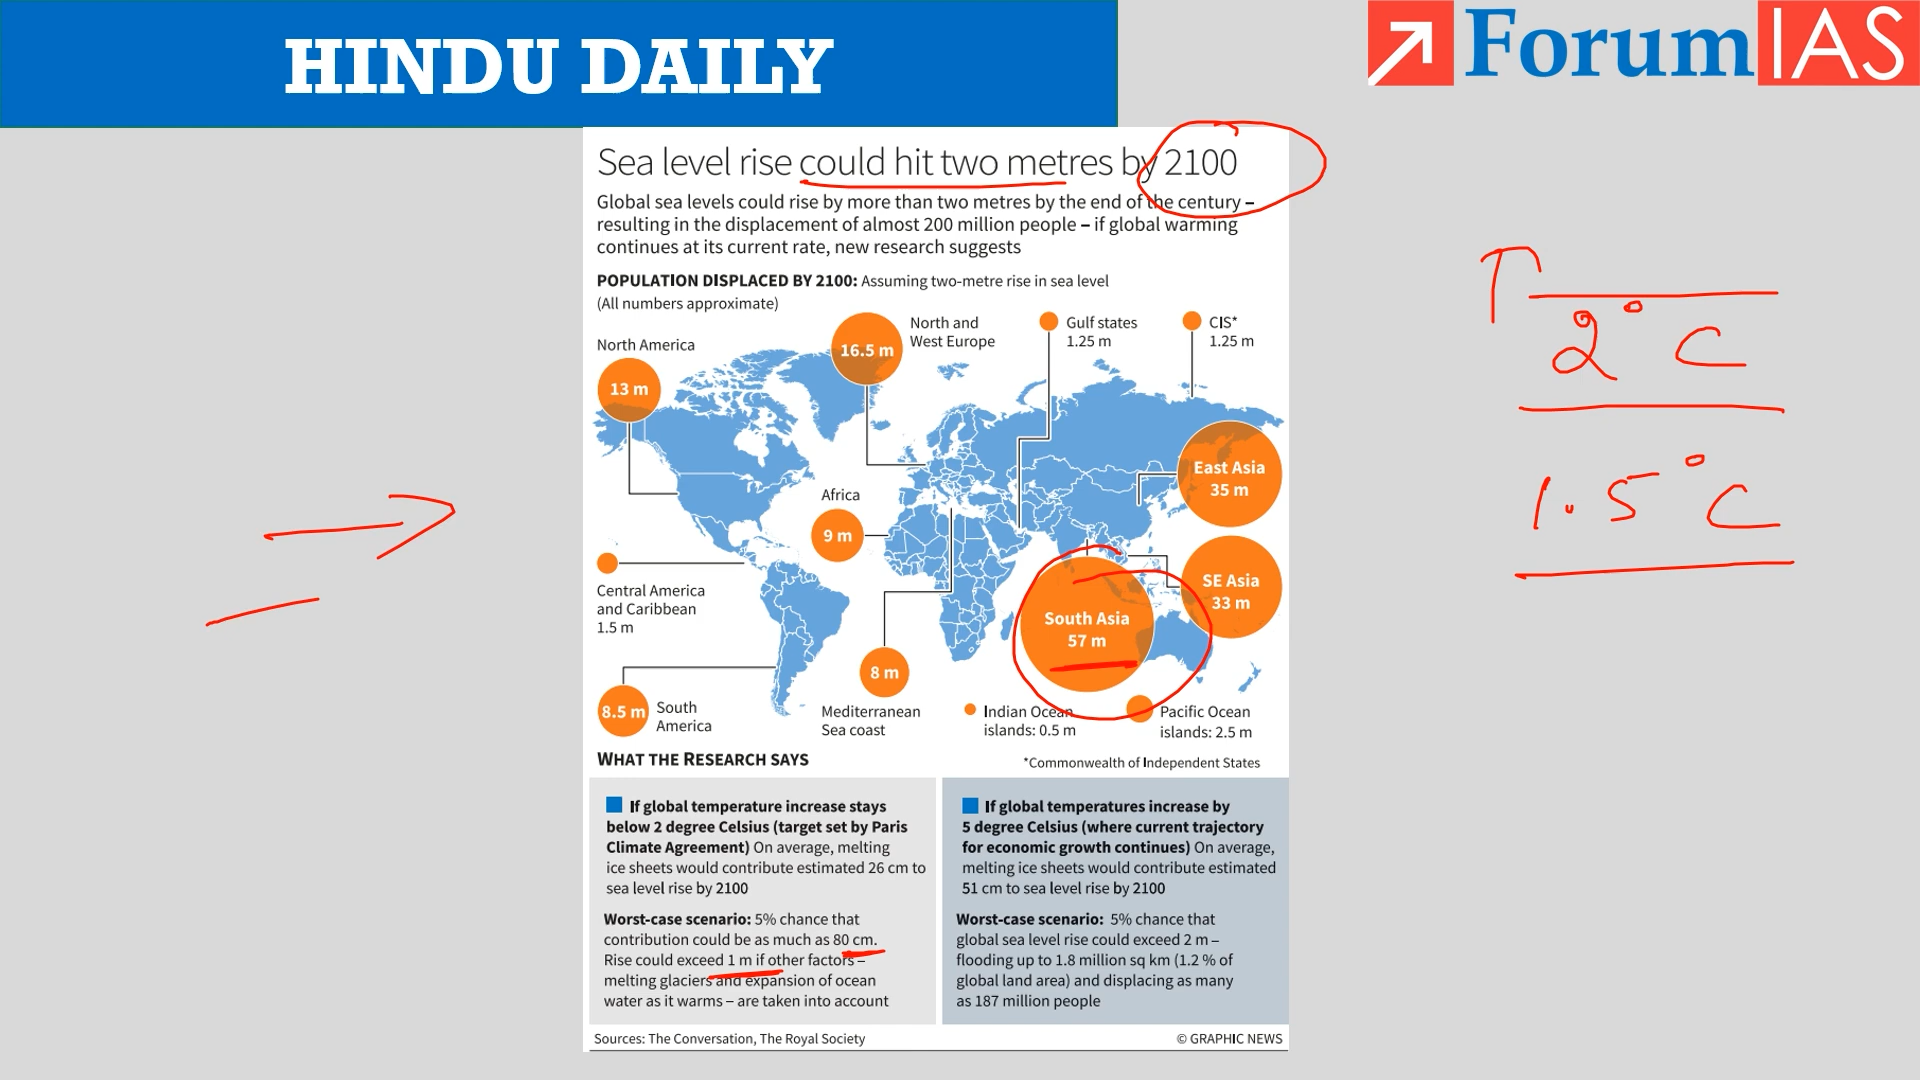 HINDU DAILY
ForumIAS
Sea level rise could hit two metres by 2100
Global sea levels could rise by more than two metres by the end of the century –
resulting in the displacement of almost 200 million people – if global warming
continues at its current rate, new research suggests
POPULATION DISPLACED BY 2100: Assuming two-metre rise in sea level
(All numbers approximate)
North America
13 m
16.5 m
North and
West Europe
Gulf states
1.25 m
CIS*
1.25 m
2°C
1.5°C
East Asia
35 m
Africa
9 m
Central America
and Caribbean
1.5 m
SE Asia
33 m
South Asia
57 m
8 m
Mediterranean
Sea coast
8.5 m
South
America
Indian Ocean
islands: 0.5 m
Pacific Ocean
islands: 2.5 m
WHAT THE RESEARCH SAYS
*Commonwealth of Independent States
If global temperature increase stays
below 2 degree Celsius (target set by Paris
Climate Agreement) On average, melting
ice sheets would contribute estimated 26 cm to
sea level rise by 2100
Worst-case scenario: 5% chance that
contribution could be as much as 80 cm.
Rise could exceed 1 m if other factors –
melting glaciers and expansion of ocean
water as it warms – are taken into account
If global temperatures increase by
5 degree Celsius (where current trajectory
for economic growth continues) On average,
melting ice sheets would contribute estimated
51 cm to sea level rise by 2100
Worst-case scenario: 5% chance that
global sea level rise could exceed 2 m –
flooding up to 1.8 million sq km (1.2 % of
global land area) and displacing as many
as 187 million people
Sources: The Conversation, The Royal Society
© GRAPHIC NEWS